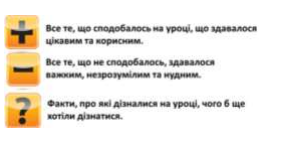 Все те, що сподобалось на уроці, що здавалося
цікавим та корисним.
Все те, що не сподобалось, здавалося
важким, незрозумілим та нудним.
Факти, про які дізналися на уроці, чого б ще
хотіли дізнатися.